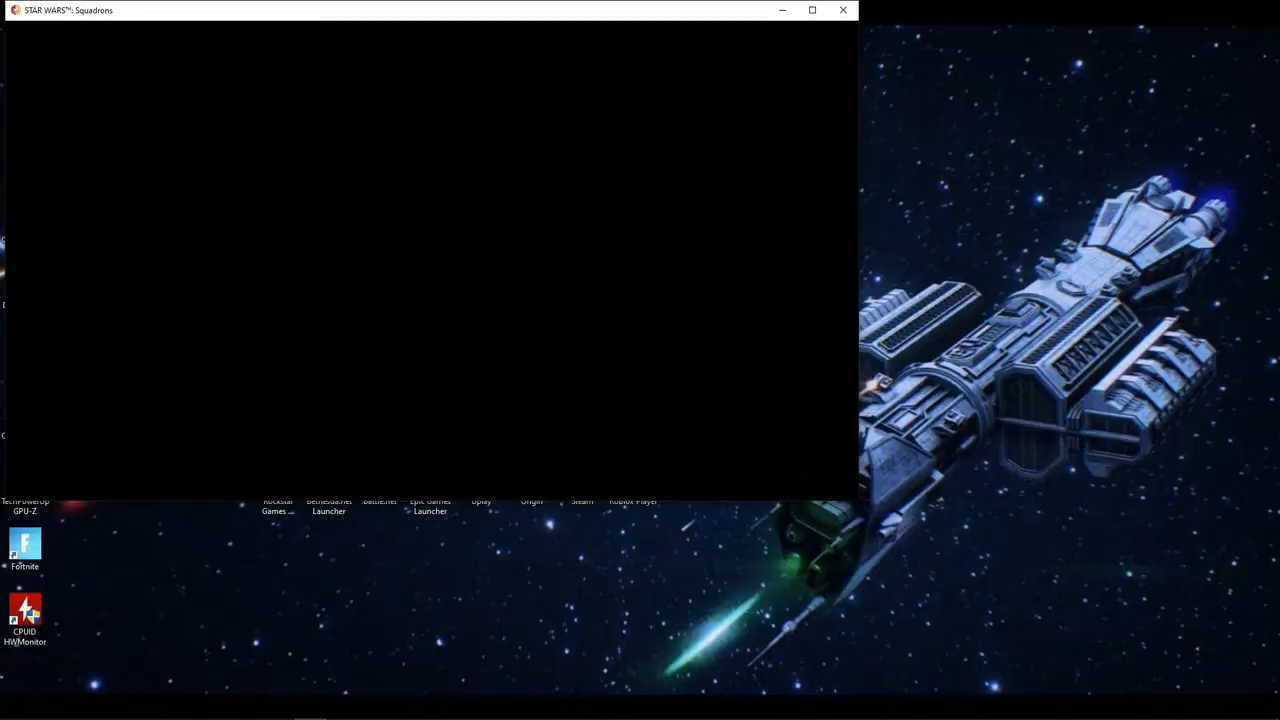 STAR WARS™: Squadrons
TechPowerUp
GPU-Z
Rockstar
Games ...
Bethesda.net
Launcher
Battle.net
Epic Games
Launcher
Uplay
Origin
Steam
Roblox Player
Fortnite
CPUID
HWMonitor